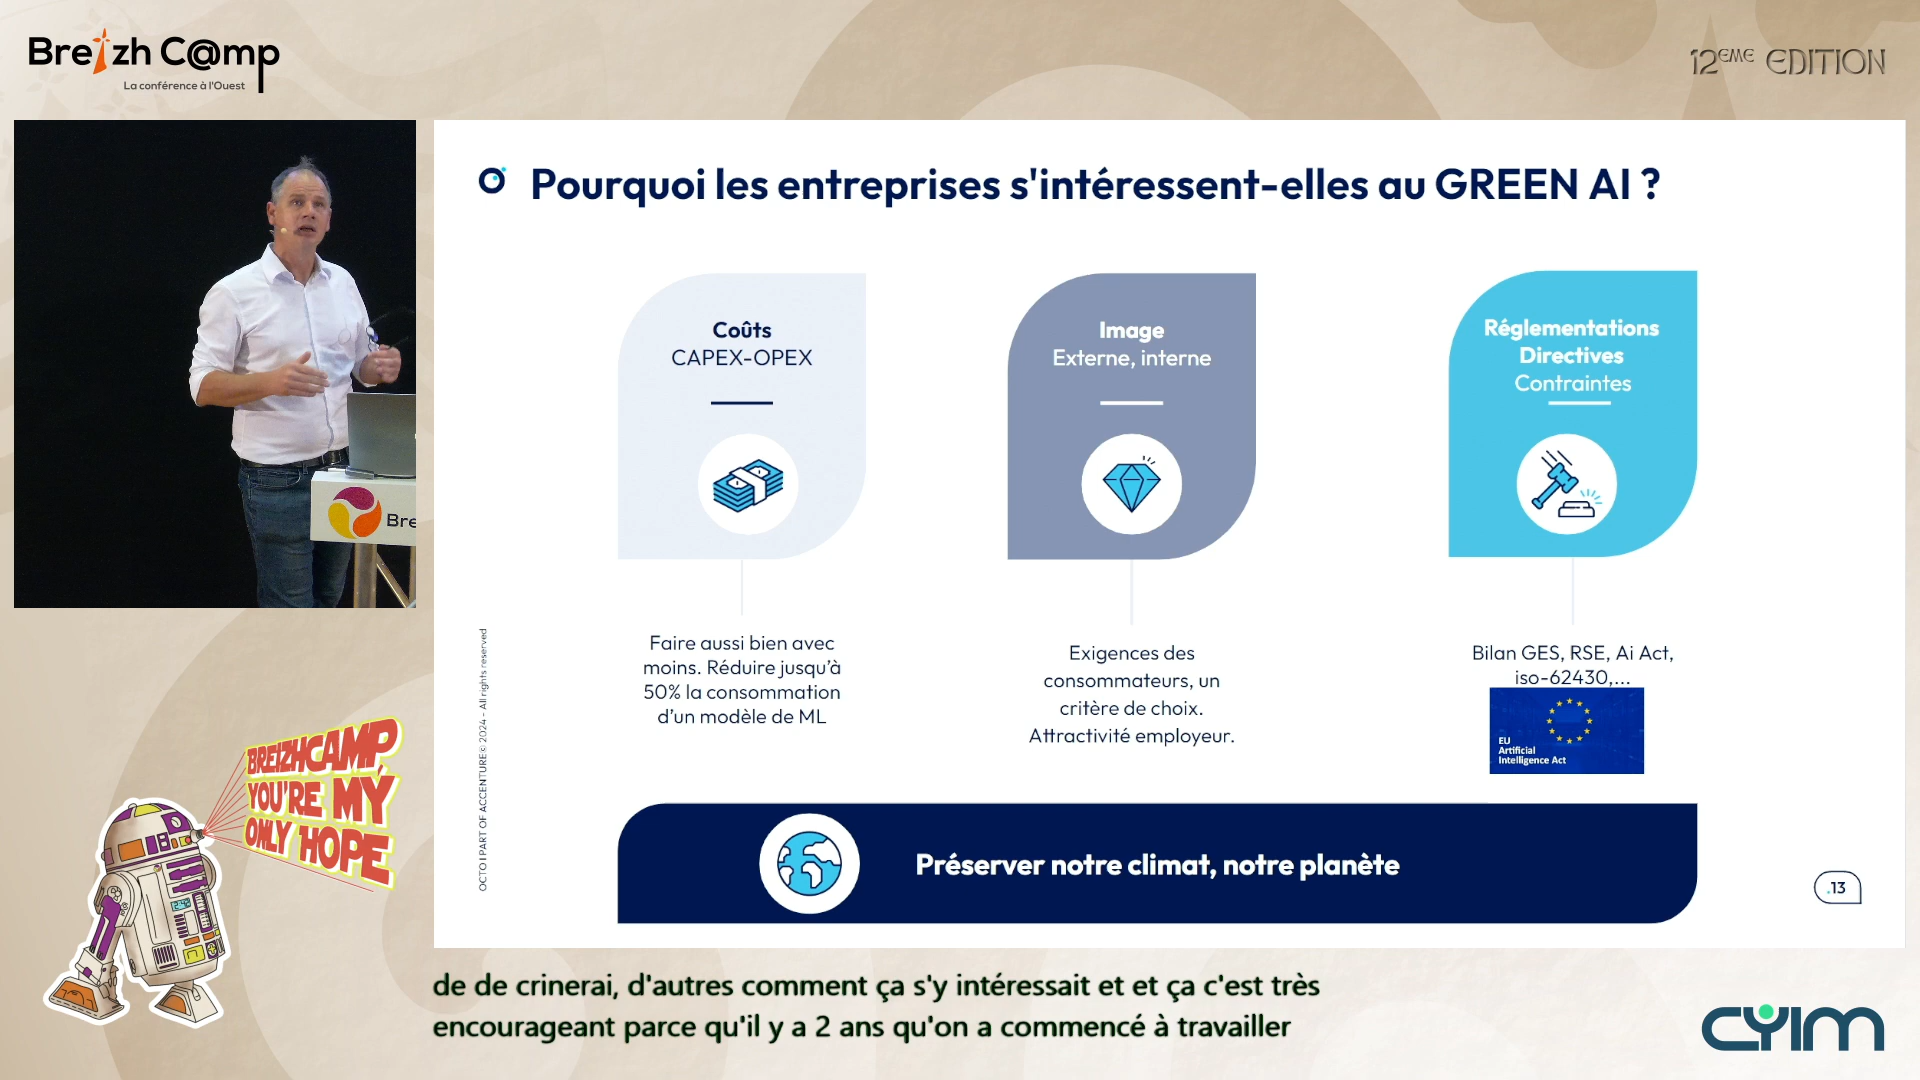 Breizh C@mp
La conférence à l'Ouest
12EME EDITION
Pourquoi les entreprises s'intéressent-elles au GREEN AI ?
Coûts
CAPEX-OPEX
Faire aussi bien avec
moins. Réduire jusqu'à
50% la consommation
d'un modèle de ML
Image
Externe, interne
Exigences des
consommateurs, un
critère de choix.
Attractivité employeur.
Réglementations
Directives
Contraintes
Bilan GES, RSE, Ai Act,
iso-62430,...
EU
Artificial
Intelligence Act
Préserver notre climat, notre planète
.13
OCTO I PART OF ACCENTURE © 2024 - All rights reserved
Bre
BREIZHCAMP,
YOU'RE MY
ONLY HOPE
de de crinerai, d'autres comment ça s'y intéressait et et ça c'est très
encourageant parce qu'il y a 2 ans qu'on a commencé à travailler
CYIM